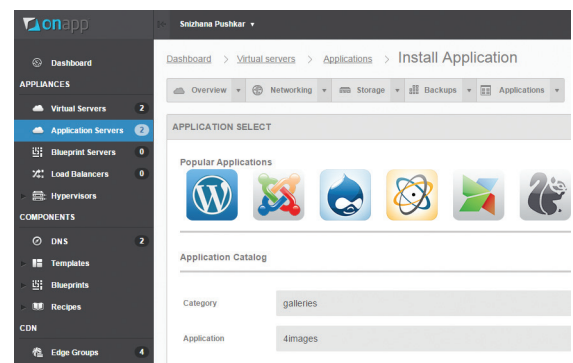 onapp
Snizhana Pushkar
Dashboard > Virtual servers > Applications > Install Application
Overview Networking Storage Backups Applications
Dashboard
APPLIANCES
Virtual Servers 2
Application Servers 2
Blueprint Servers 0
Load Balancers 0
Hypervisors
COMPONENTS
DNS 2
Templates
Blueprints
Recipes
CDN
Edge Groups 4
APPLICATION SELECT
Popular Applications
Application Catalog
Category galleries
Application 4images